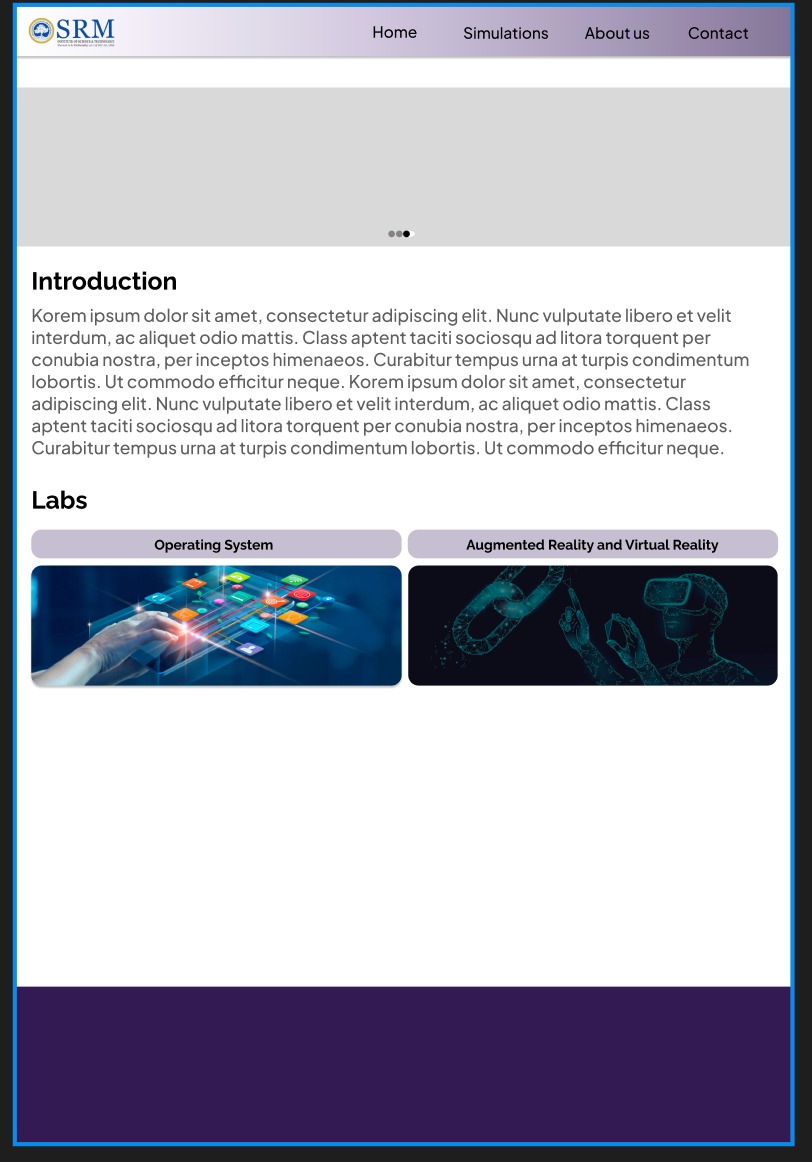 SRM
INSTITUTE OF SCIENCE & TECHNOLOGY
Home
Simulations
About us
Contact
Introduction
Korem ipsum dolor sit amet, consectetur adipiscing elit. Nunc vulputate libero et velit
interdum, ac aliquet odio mattis. Class aptent taciti sociosqu ad litora torquent per
conubia nostra, per inceptos himenaeos. Curabitur tempus urna at turpis condimentum
lobortis. Ut commodo efficitur neque. Korem ipsum dolor sit amet, consectetur
adipiscing elit. Nunc vulputate libero et velit interdum, ac aliquet odio mattis. Class
aptent taciti sociosqu ad litora torquent per conubia nostra, per inceptos himenaeos.
Curabitur tempus urna at turpis condimentum lobortis. Ut commodo efficitur neque.
Labs
Operating System
Augmented Reality and Virtual Reality